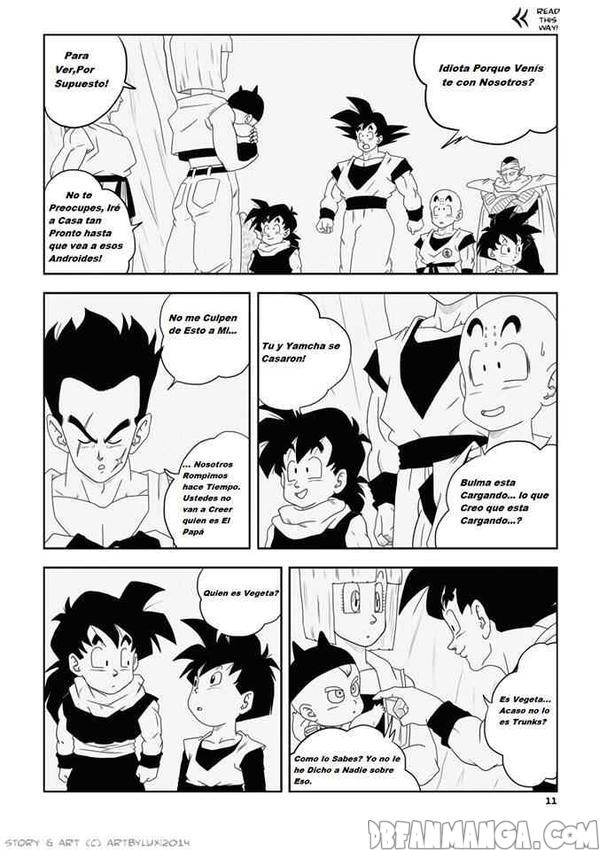 READ
THIS
WAY!
Idiota Porque Venís
te con Nosotros?
Para
Ver,Por
Supuesto!
No te
Preocupes, Iré
a Casa tan
Pronto hasta
que vea a esos
Androides!
Tu y Yamcha se
Casaron!
Bulma esta
Cargando... lo que
Creo que esta
Cargando...?
No me Culpen
de Esto a Mi...
... Nosotros
Rompimos
hace Tiempo.
Ustedes no
van a Creer
quien es El
Papá
Es Vegeta...
Acaso no lo
es Trunks?
Como lo Sabes? Yo no le
he Dicho a Nadie sobre
Eso.
Quien es Vegeta?
11
STORY & ART (C) ARTBYLUX|2014
DBFANMANGA.COM